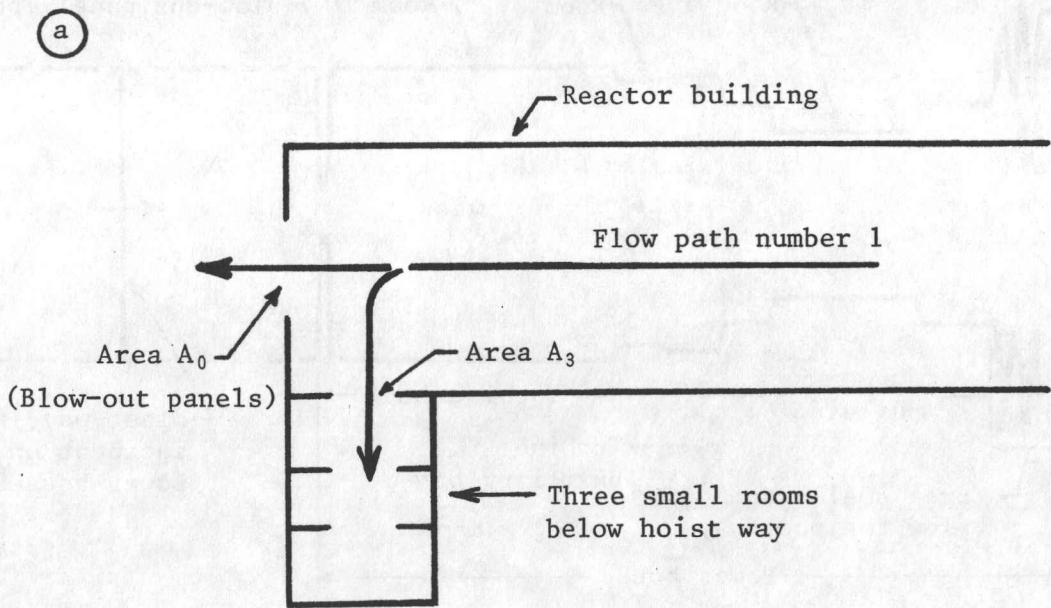 a
Reactor building
Flow path number 1
Area A₀
(Blow-out panels)
Area A₃
Three small rooms
below hoist way